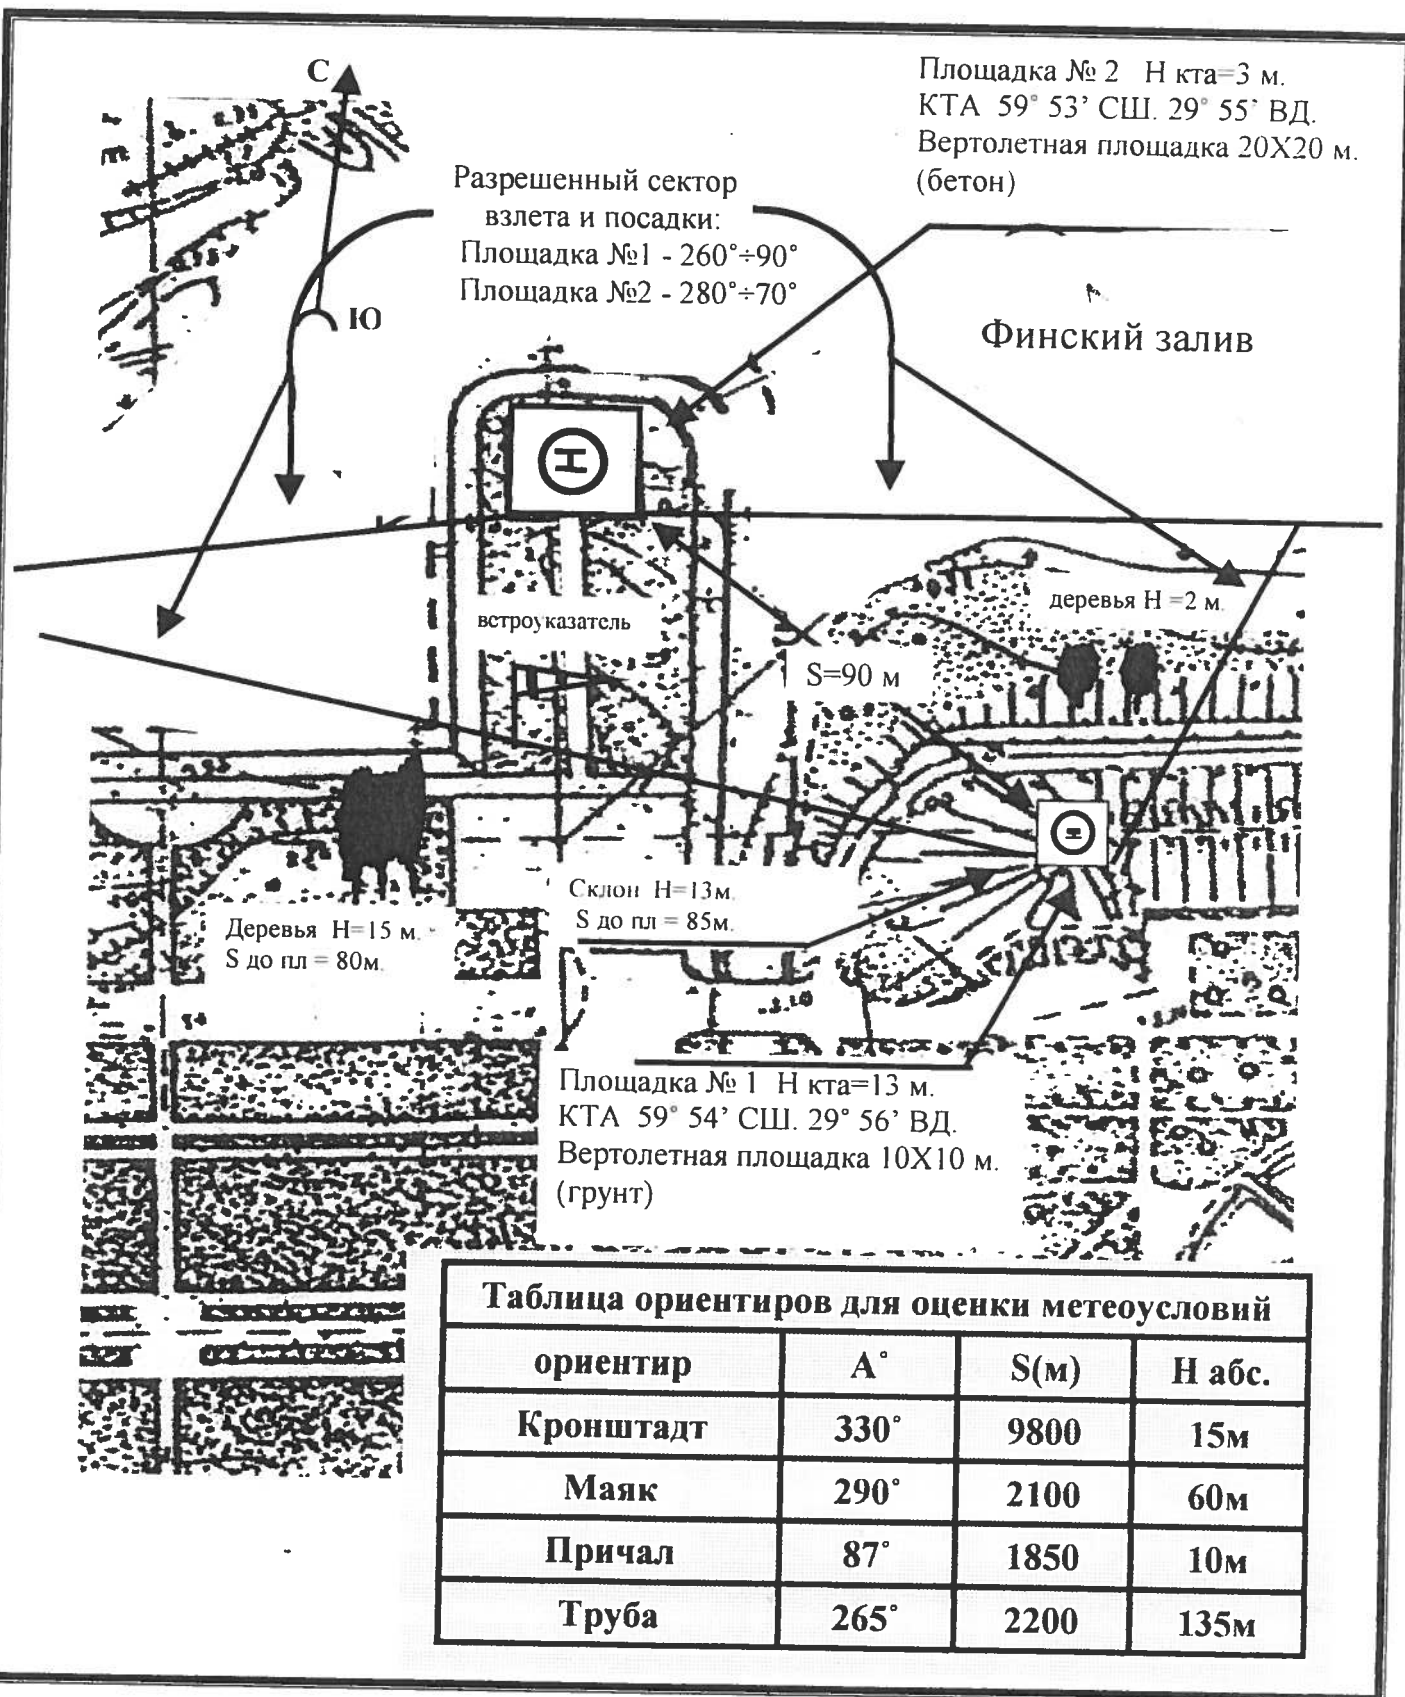 С
Площадка № 2 Н кта=3 м.
КТА 59° 53’ СШ. 29° 55’ ВД.
Вертолетная площадка 20Х20 м.
(бетон)
Разрешенный сектор
взлета и посадки:
Площадка №1 - 260°÷90°
Площадка №2 - 280°÷70°
Ю
Финский залив
Н
деревья Н =2 м.
ветроуказатель
S=90 м
Н
Склон Н=13м.
S до пл = 85м.
Деревья Н=15 м.
S до пл = 80м.
Площадка № 1 Н кта=13 м.
КТА 59° 54’ СШ. 29° 56’ ВД.
Вертолетная площадка 10Х10 м.
(грунт)
Таблица ориентиров для оценки метеоусловий
ориентир А° S(м) Н абс.
Кронштадт 330° 9800 15м
Маяк 290° 2100 60м
Причал 87° 1850 10м
Труба 265° 2200 135м